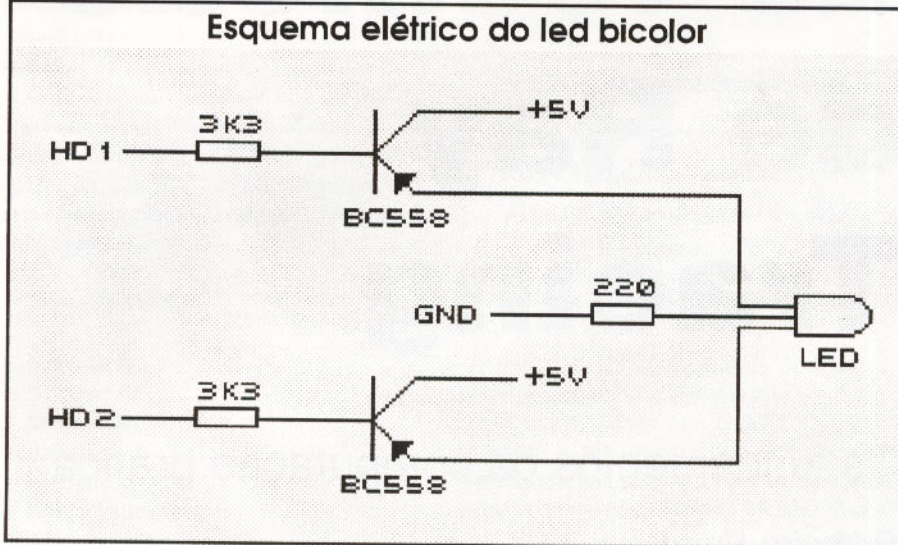 Esquema elétrico do led bicolor
+5V
3K3
HD1
BC558
220
GND
LED
+5V
3K3
HD2
BC558